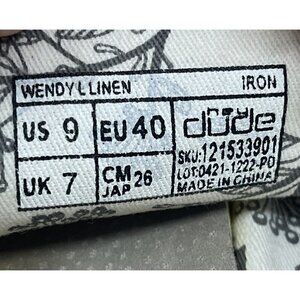 WENDY L LINEN IRON
US 9 EU 40
UK 7 CM JAP 26
HEY dude
SKU:121533901
LOT:0421-1222-PO
MADE IN CHINA